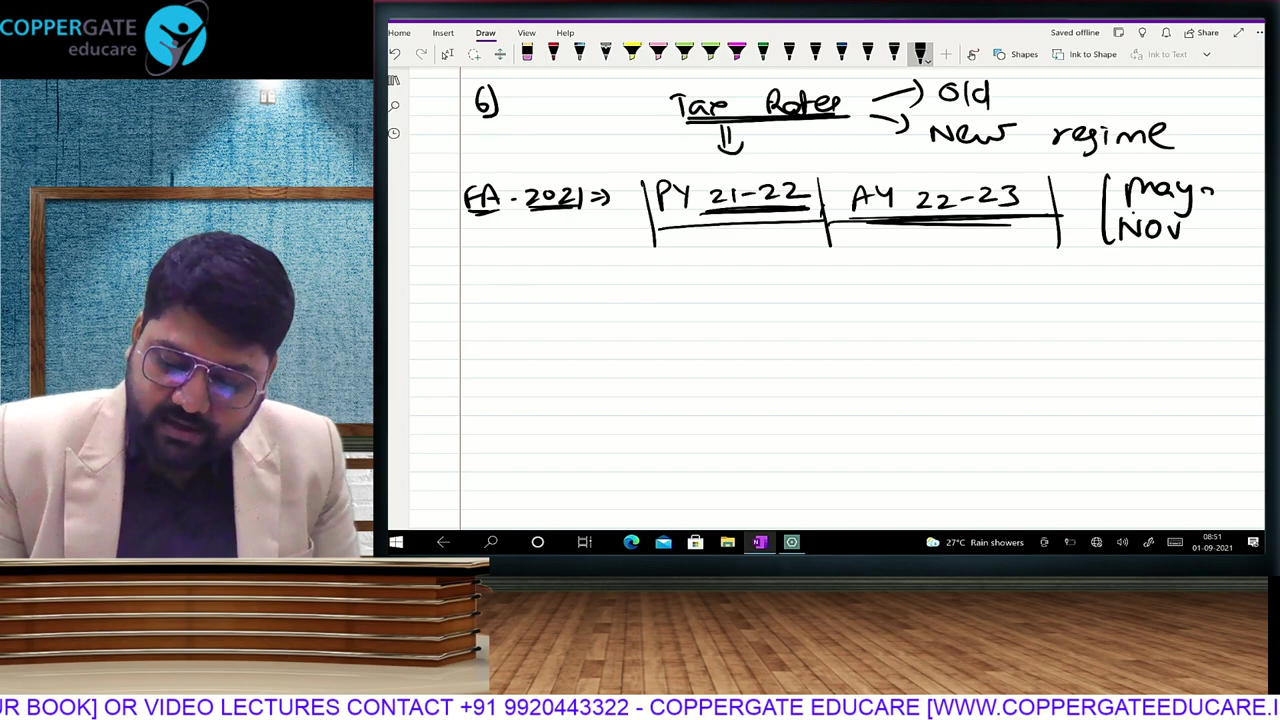 COPPERGATE
educare
Home Insert Draw View Help
Saved offline
Share
Shapes
Ink to Shape
Ink to Text
6)
Tax Rates
Old
New regime
FA - 2021 => PY 21-22 AY 22-23
May
Nov
27°C Rain showers
08:51
01-09-2021
UR BOOK] OR VIDEO LECTURES CONTACT +91 9920443322 - COPPERGATE EDUCARE [WWW.COPPERGATEEDUCARE.